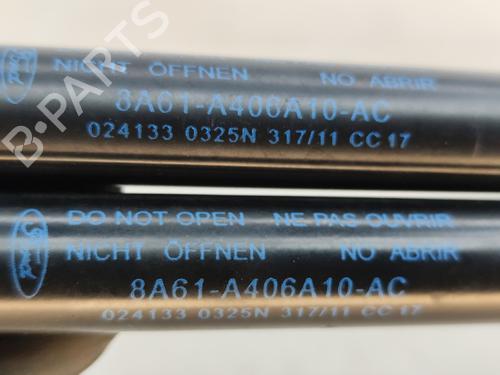 NICHT ÖFFNEN NO ABRIR
8A61-A406A10-AC
024133 0325N 317/11 CC 17
DO NOT OPEN NE PAS OUVRIR
NICHT ÖFFNEN NO ABRIR
8A61-A406A10-AC
024133 0325N 317/11 CC 17
B-PARTS